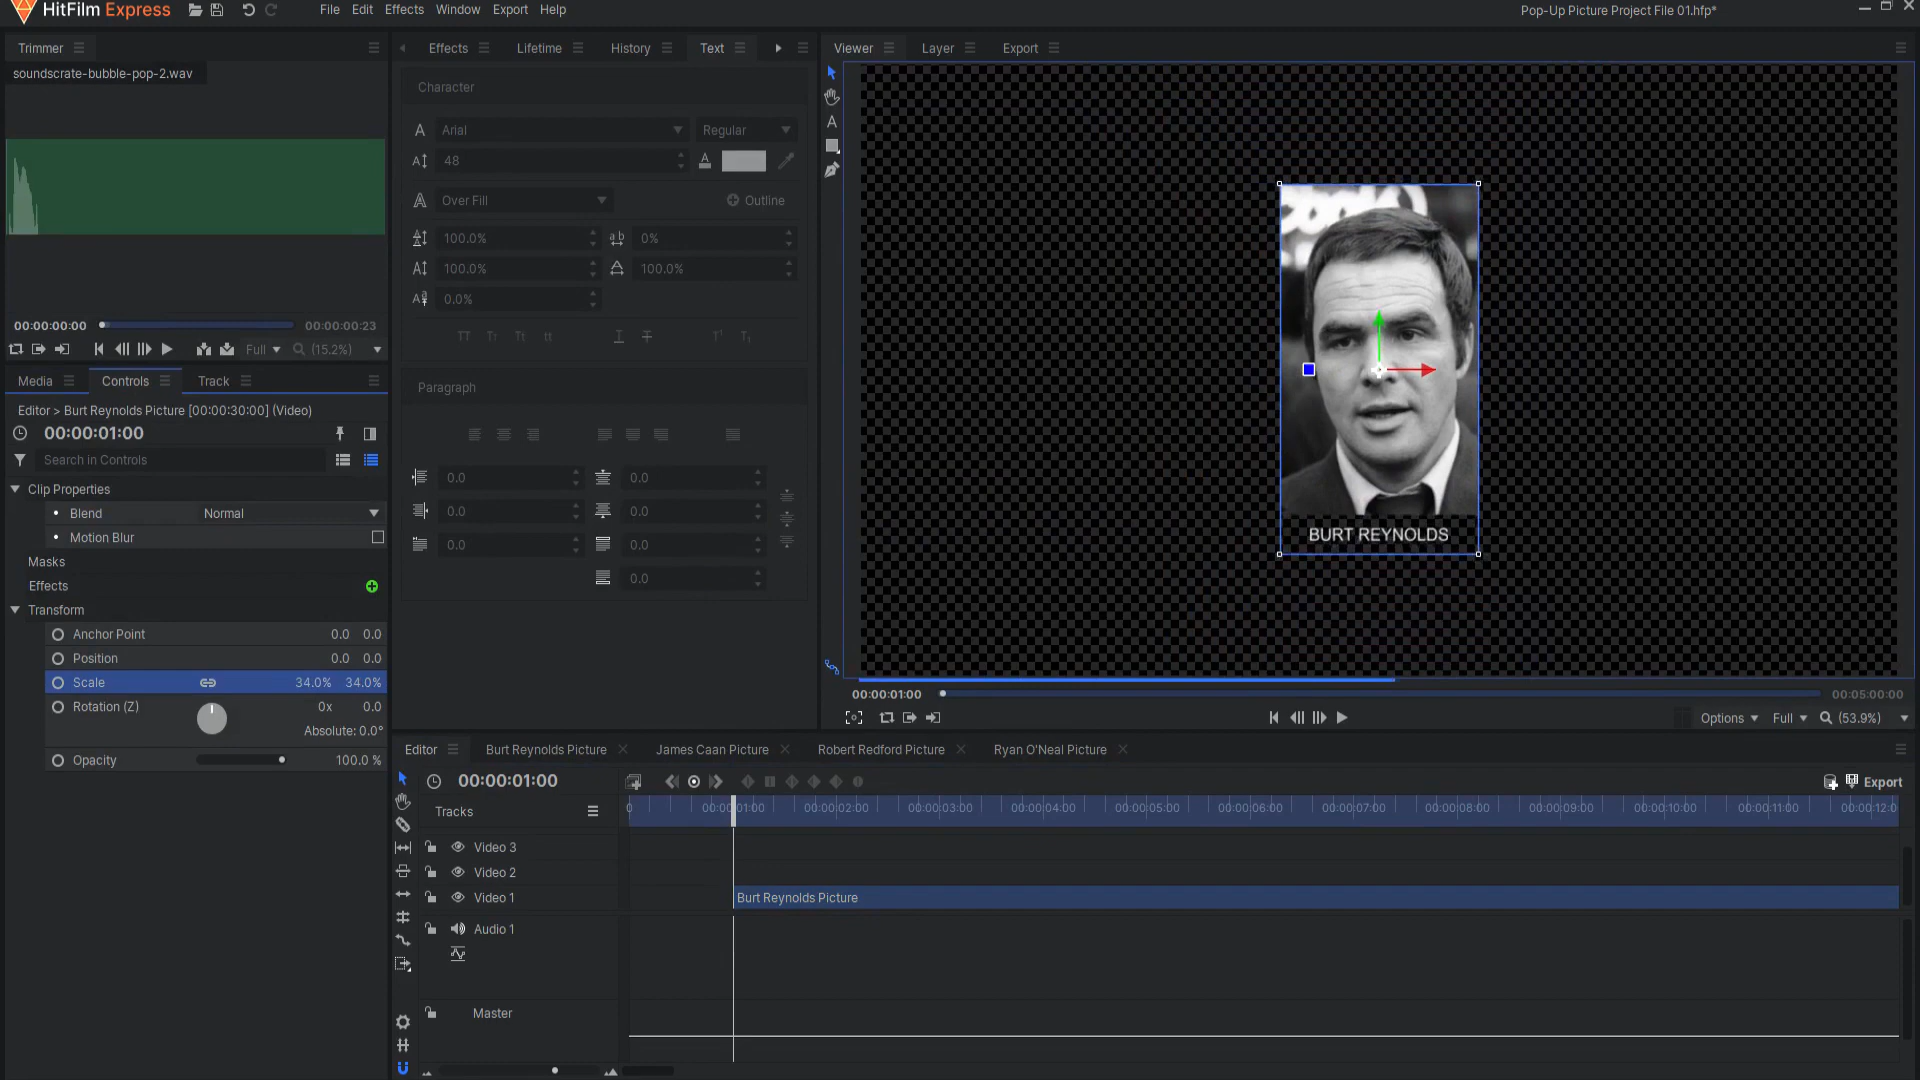 HitFilm Express
File Edit Effects Window Export Help
Pop-Up Picture Project File 01.hfp*
Trimmer
soundscrate-bubble-pop-2.wav
00:00:00:00
00:00:00:23
Full
(15.2%)
Media Controls Track
Editor > Burt Reynolds Picture [00:00:30:00] (Video)
00:00:01:00
Search in Controls
Clip Properties
Blend Normal
Motion Blur
Masks
Effects
Transform
Anchor Point 0.0 0.0
Position 0.0 0.0
Scale 34.0% 34.0%
Rotation (Z) 0x 0.0
Absolute: 0.0°
Opacity 100.0 %
Effects Lifetime History Text
Character
Arial Regular
48
Over Fill Outline
100.0% 0%
100.0% 100.0%
0.0%
TT Tr Tt tt T T T¹ T₁
Paragraph
0.0 0.0
0.0 0.0
0.0 0.0
0.0
Viewer Layer Export
BURT REYNOLDS
00:00:01:00
00:05:00:00
Options Full (53.9%)
Editor Burt Reynolds Picture James Caan Picture Robert Redford Picture Ryan O'Neal Picture
00:00:01:00
Export
Tracks
0 00:00:01:00 00:00:02:00 00:00:03:00 00:00:04:00 00:00:05:00 00:00:06:00 00:00:07:00 00:00:08:00 00:00:09:00 00:00:10:00 00:00:11:00 00:00:12:0
Video 3
Video 2
Video 1 Burt Reynolds Picture
Audio 1
Master